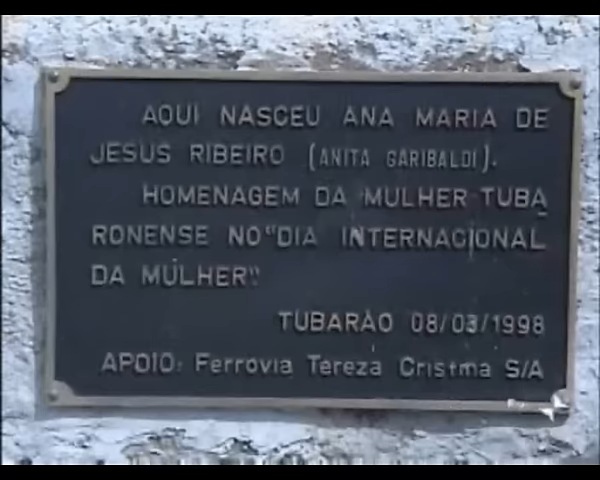 AQUI NASCEU ANA MARIA DE
JESUS RIBEIRO (ANITA GARIBALDI).
HOMENAGEM DA MULHER TUBA
RONENSE NO "DIA INTERNACIONAL
DA MULHER".
TUBARÃO 08/03/1998
APOIO: Ferrovia Tereza Cristina S/A